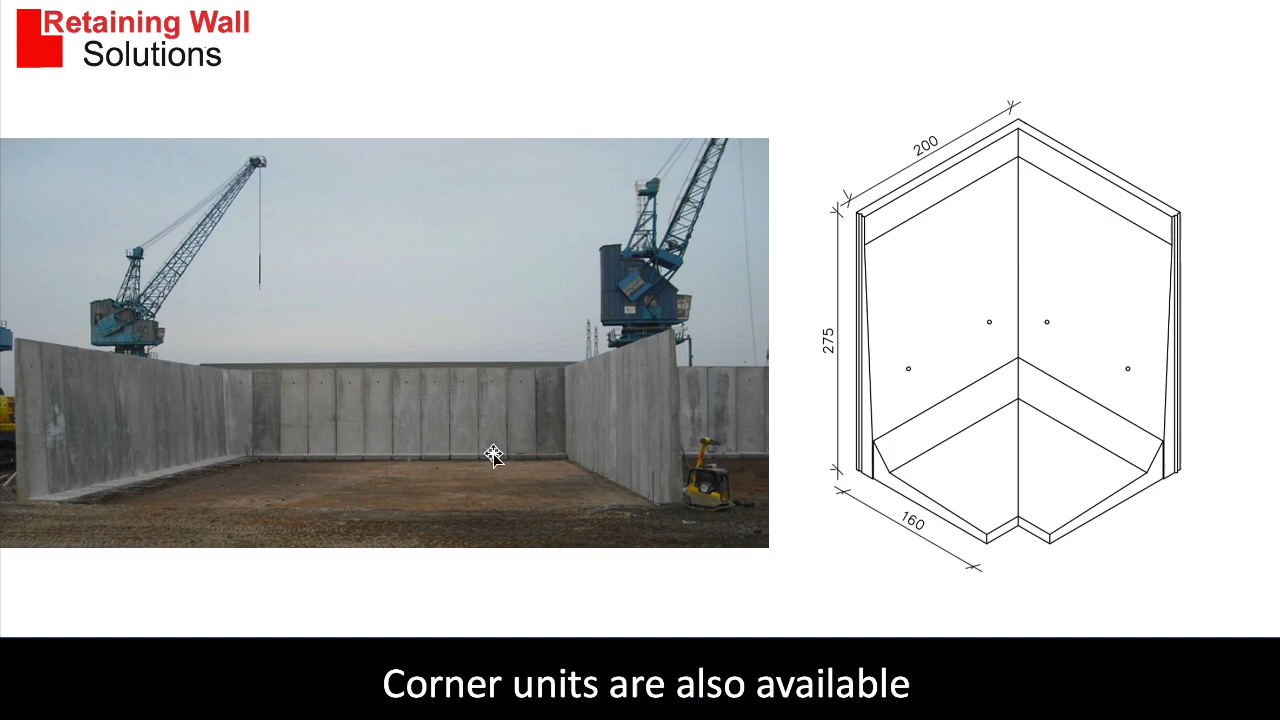 Retaining Wall
Solutions
200
275
160
Corner units are also available